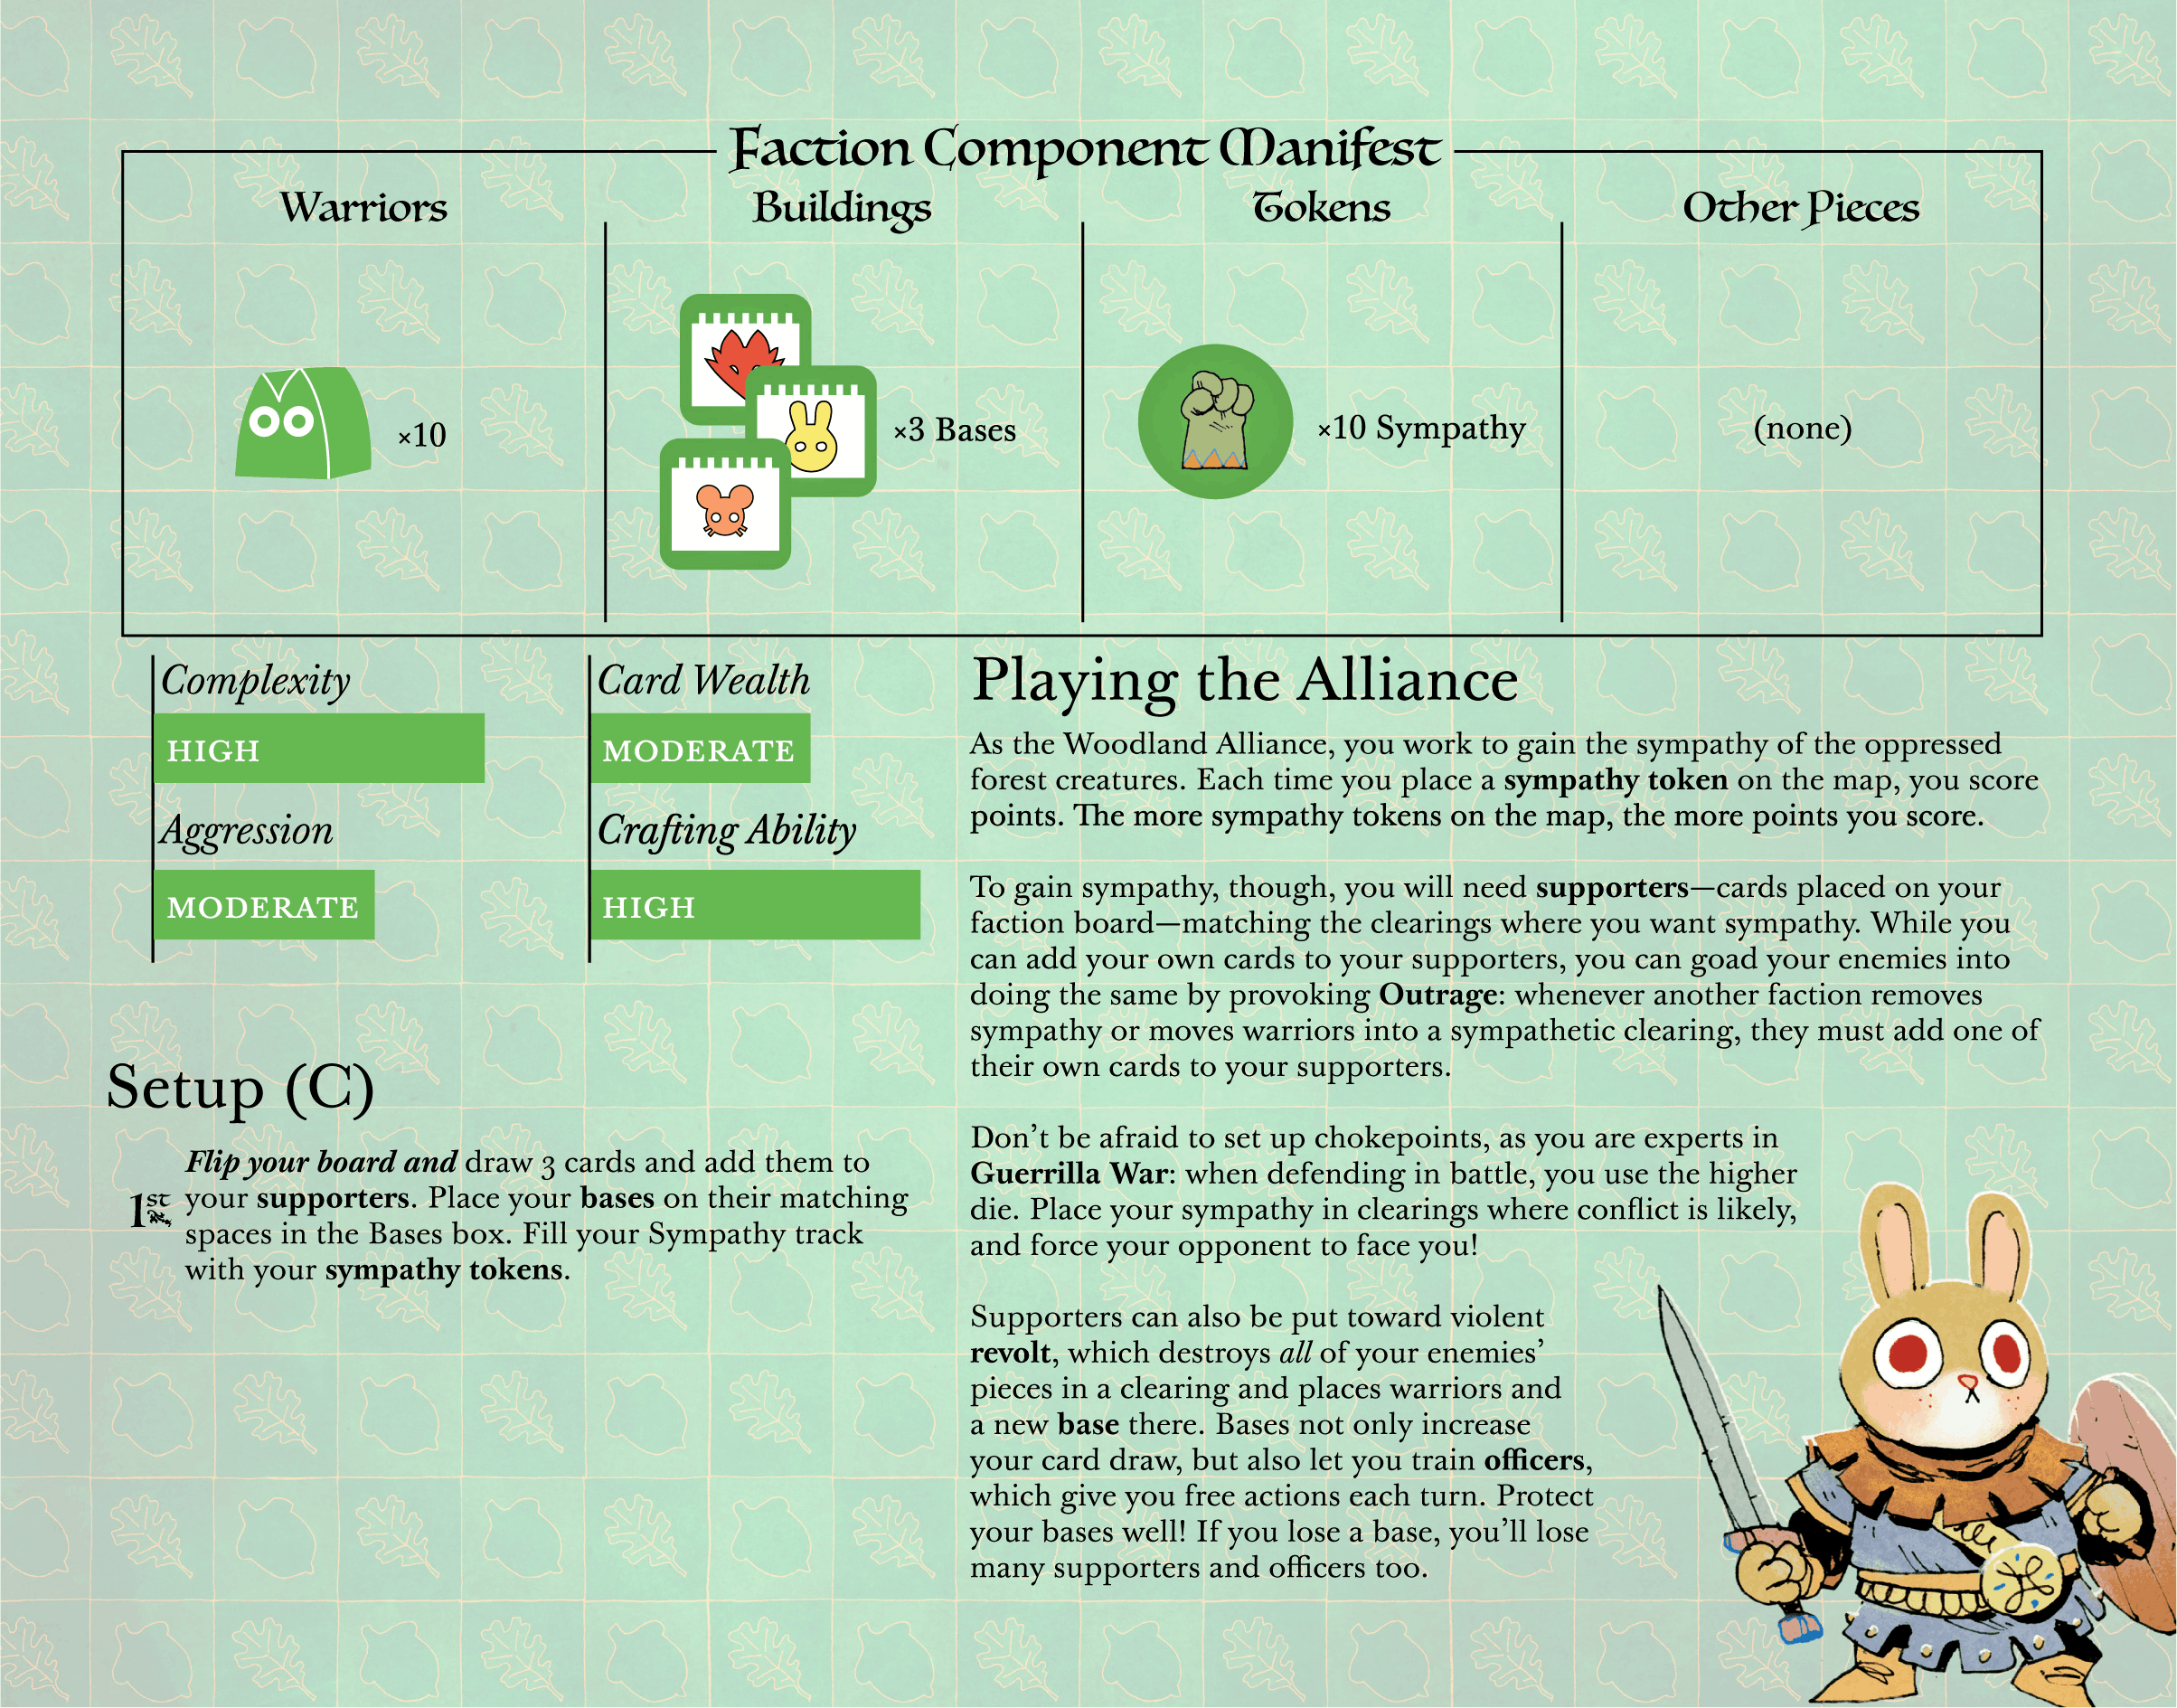 Faction Component Manifest
Warriors
Buildings
Tokens
Other Pieces
×10
×3 Bases
×10 Sympathy
(none)
Complexity
HIGH
Card Wealth
MODERATE
Aggression
MODERATE
Crafting Ability
HIGH
Setup (C)
1st
Flip your board and draw 3 cards and add them to
your supporters. Place your bases on their matching
spaces in the Bases box. Fill your Sympathy track
with your sympathy tokens.
Playing the Alliance
As the Woodland Alliance, you work to gain the sympathy of the oppressed
forest creatures. Each time you place a sympathy token on the map, you score
points. The more sympathy tokens on the map, the more points you score.
To gain sympathy, though, you will need supporters—cards placed on your
faction board—matching the clearings where you want sympathy. While you
can add your own cards to your supporters, you can goad your enemies into
doing the same by provoking Outrage: whenever another faction removes
sympathy or moves warriors into a sympathetic clearing, they must add one of
their own cards to your supporters.
Don't be afraid to set up chokepoints, as you are experts in
Guerrilla War: when defending in battle, you use the higher
die. Place your sympathy in clearings where conflict is likely,
and force your opponent to face you!
Supporters can also be put toward violent
revolt, which destroys all of your enemies'
pieces in a clearing and places warriors and
a new base there. Bases not only increase
your card draw, but also let you train officers,
which give you free actions each turn. Protect
your bases well! If you lose a base, you'll lose
many supporters and officers too.